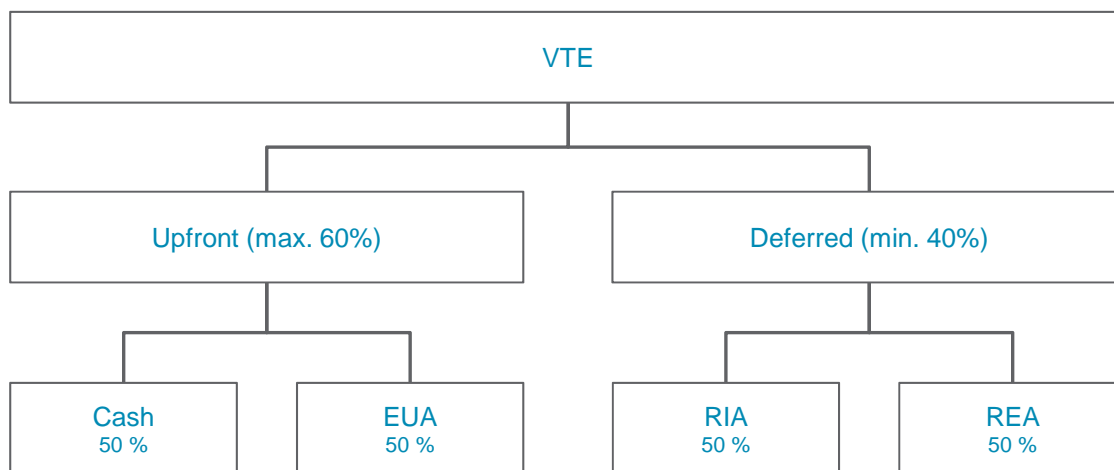 VTE
Upfront (max. 60%)
Deferred (min. 40%)
Cash
50 %
EUA
50 %
RIA
50 %
REA
50 %